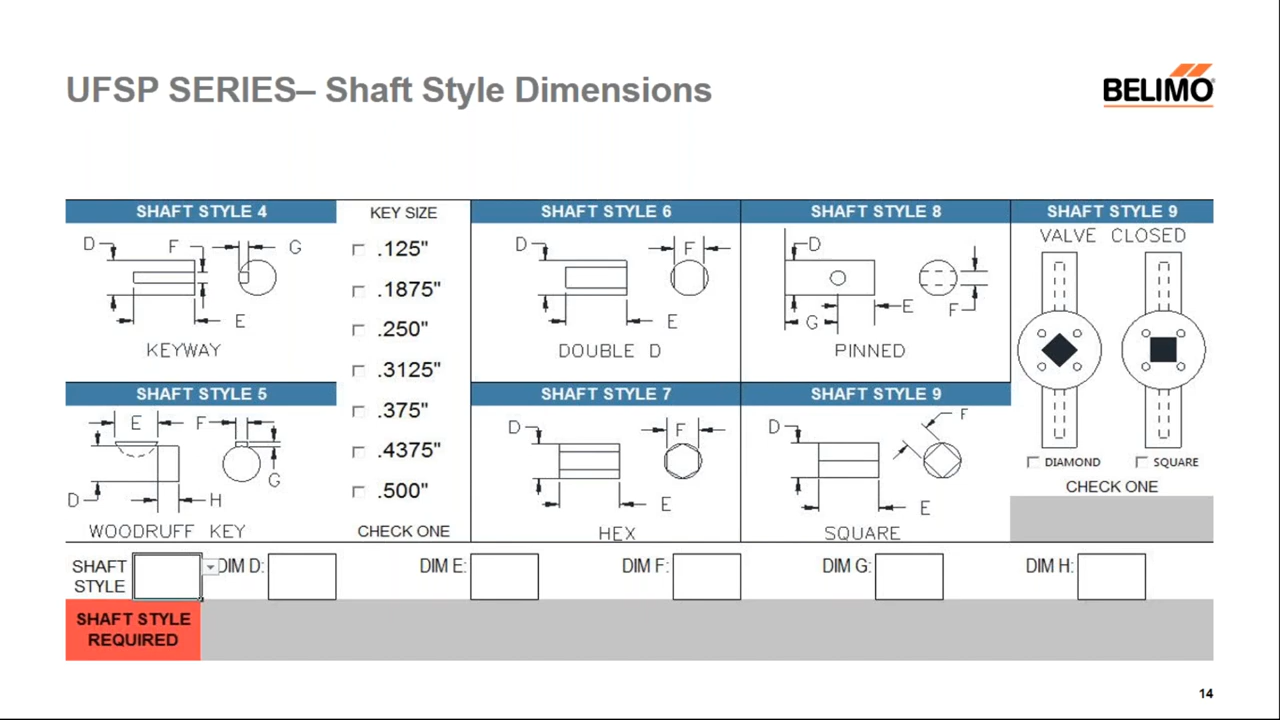 UFSP SERIES– Shaft Style Dimensions
BELIMO
SHAFT STYLE 4
D
F
G
E
KEYWAY
KEY SIZE
.125"
.1875"
.250"
.3125"
.375"
.4375"
.500"
CHECK ONE
SHAFT STYLE 6
D
F
E
DOUBLE D
SHAFT STYLE 8
D
E
F
G
PINNED
SHAFT STYLE 9
VALVE CLOSED
DIAMOND
SQUARE
CHECK ONE
SHAFT STYLE 5
E
F
G
D
H
WOODRUFF KEY
SHAFT STYLE 7
D
F
E
HEX
SHAFT STYLE 9
D
F
E
SQUARE
SHAFT
STYLE
DIM D:
DIM E:
DIM F:
DIM G:
DIM H:
SHAFT STYLE
REQUIRED
14